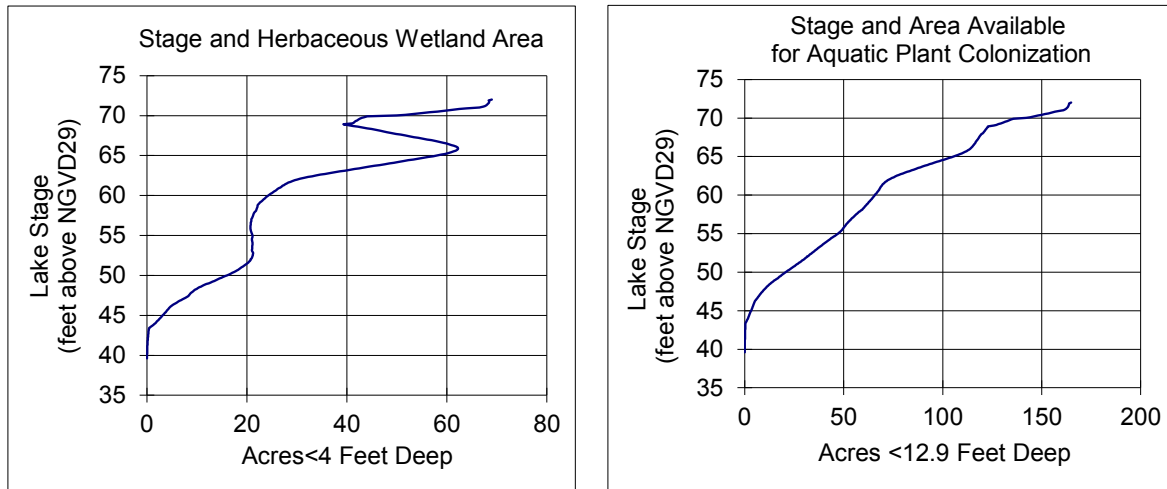 Stage and Herbaceous Wetland Area
75
70
65
60
55
50
45
40
35
0 20 40 60 80
Lake Stage
(feet above NGVD29)
Acres<4 Feet Deep
Stage and Area Available
for Aquatic Plant Colonization
75
70
65
60
55
50
45
40
35
0 50 100 150 200
Lake Stage
(feet above NGVD29)
Acres <12.9 Feet Deep